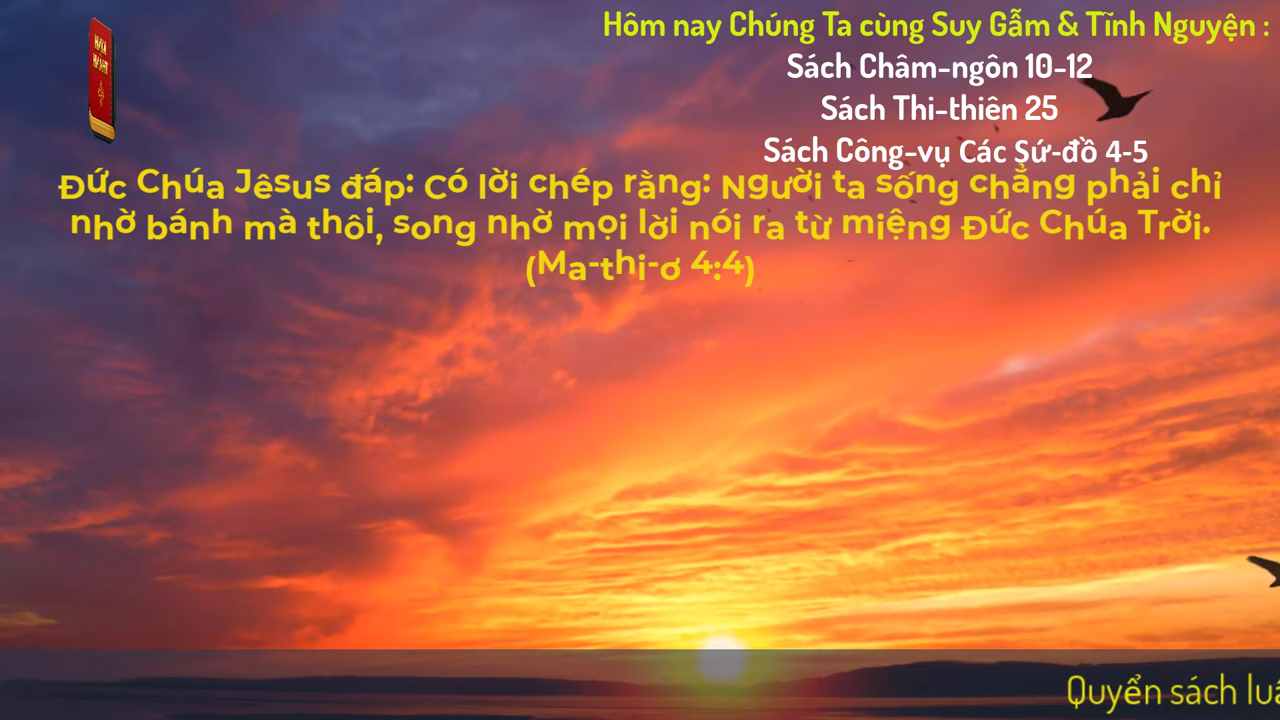 Hôm nay Chúng Ta cùng Suy Gẫm & Tĩnh Nguyện :
Sách Châm-ngôn 10-12
Sách Thi-thiên 25
Sách Công-vụ Các Sứ-đồ 4-5
Đức Chúa Jêsus đáp: Có lời chép rằng: Người ta sống chẳng phải chỉ
nhờ bánh mà thôi, song nhờ mọi lời nói ra từ miệng Đức Chúa Trời.
(Ma-thi-ơ 4:4)
KINH
THÁNH
Quyển sách